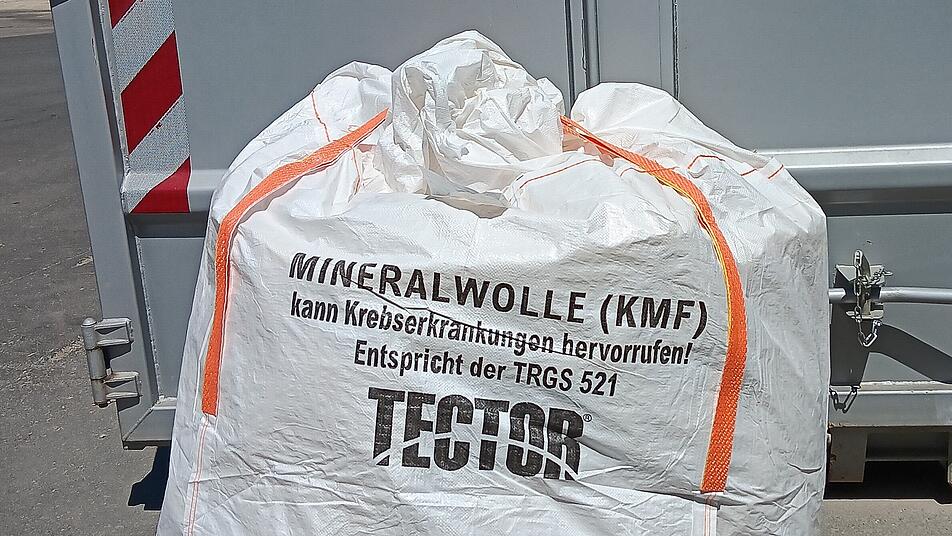 MINERALWOLLE (KMF)
kann Krebserkrankungen hervorrufen!
Entspricht der TRGS 521
TECTOR®